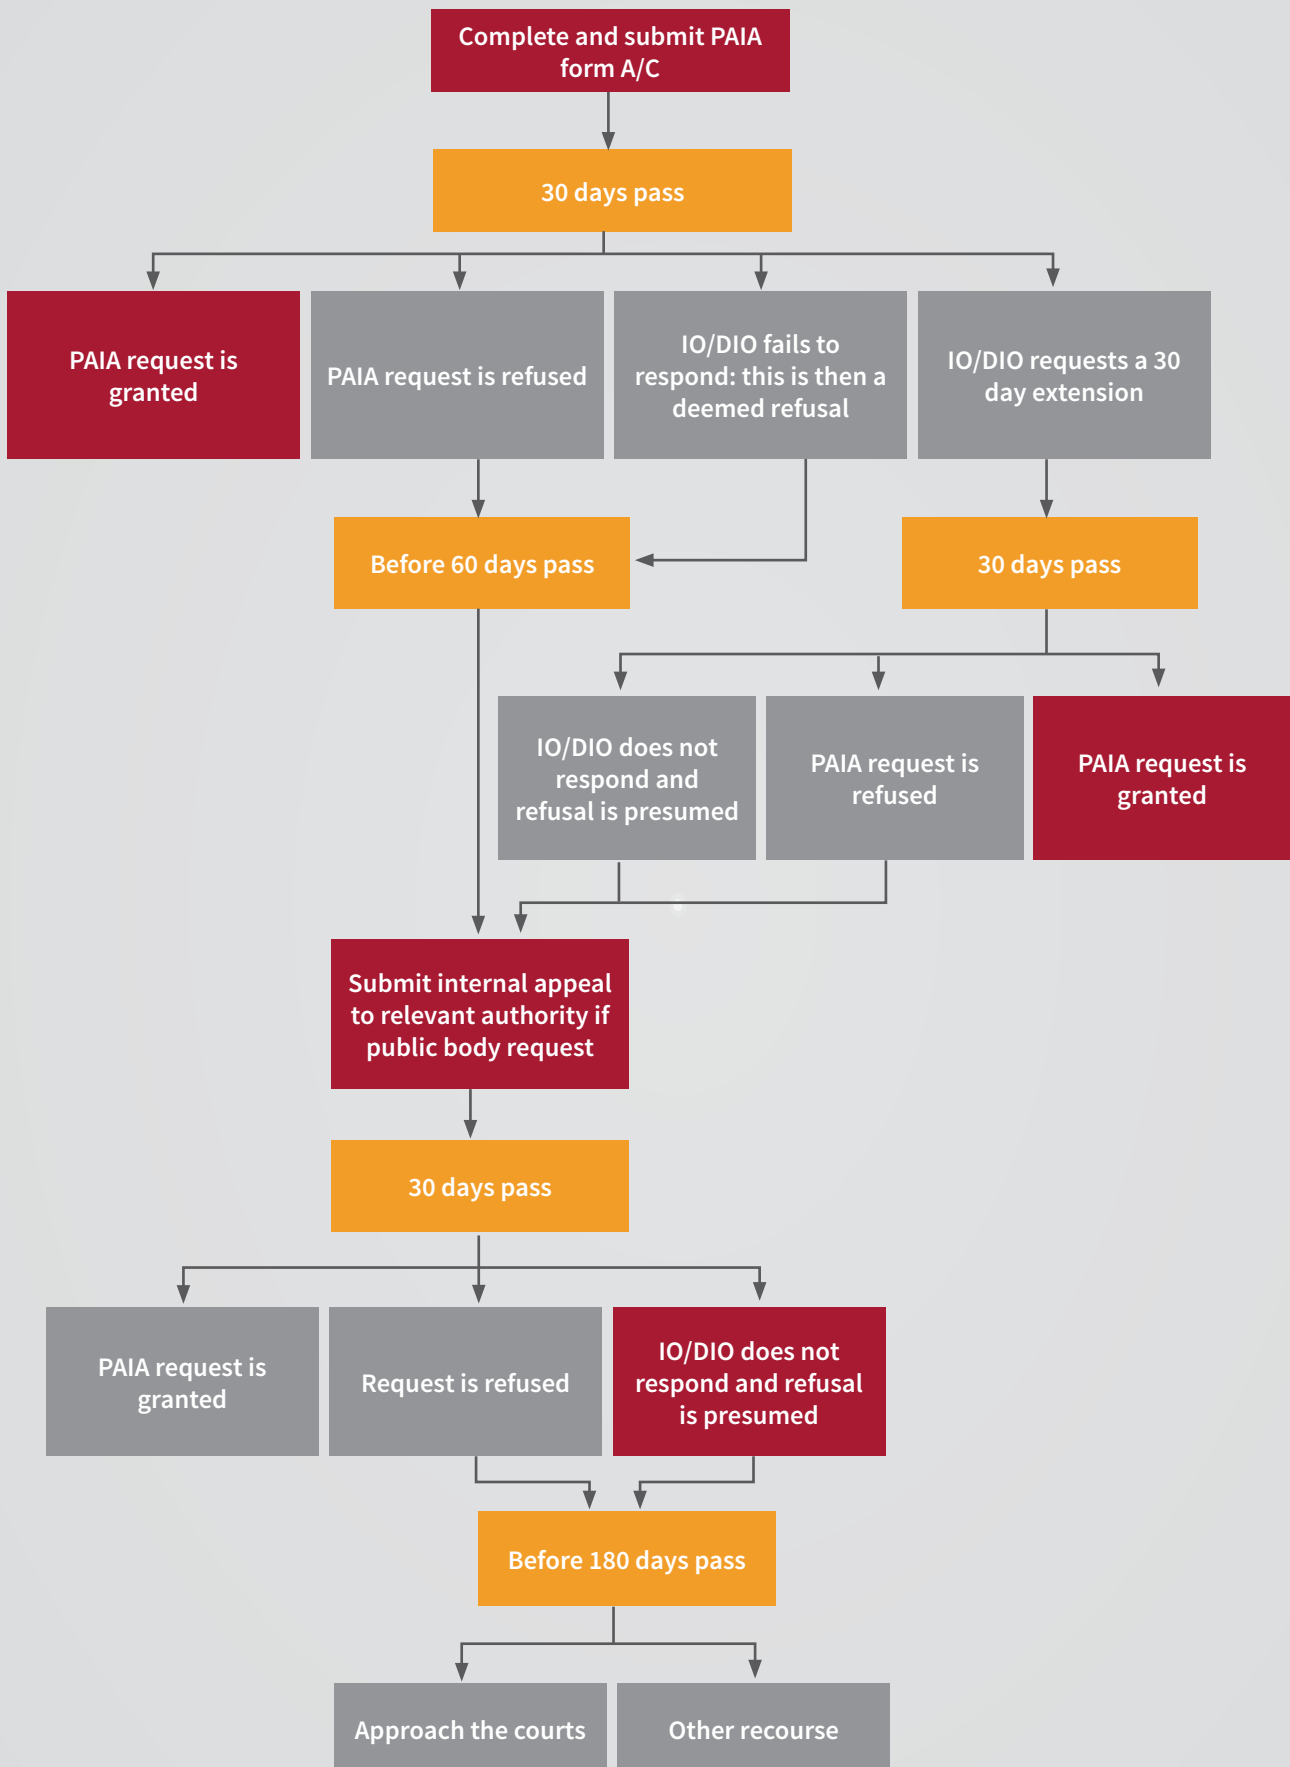 Complete and submit PAIA
form A/C
30 days pass
PAIA request is
granted
PAIA request is refused
IO/DIO fails to
respond: this is then a
deemed refusal
IO/DIO requests a 30
day extension
Before 60 days pass
30 days pass
IO/DIO does not
respond and
refusal is presumed
PAIA request is
refused
PAIA request is
granted
Submit internal appeal
to relevant authority if
public body request
30 days pass
PAIA request is
granted
Request is refused
IO/DIO does not
respond and refusal
is presumed
Before 180 days pass
Approach the courts
Other recourse